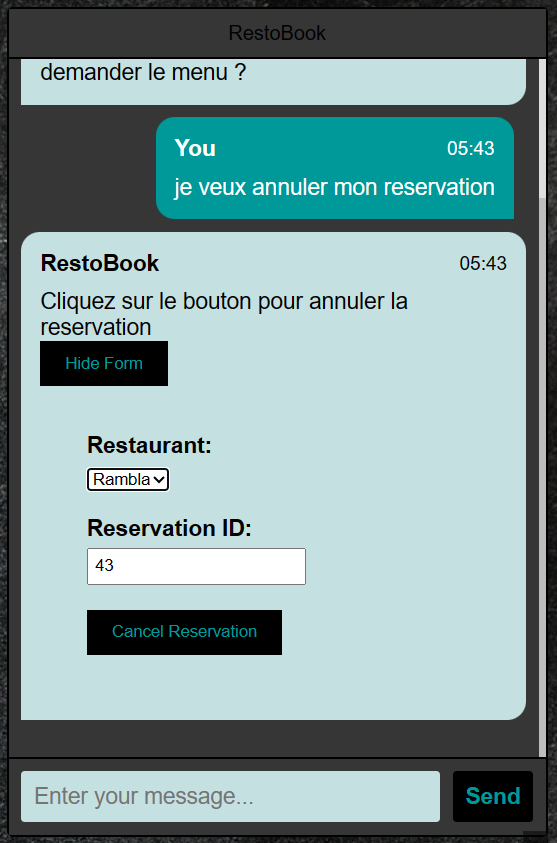 RestoBook
demander le menu ?
You 05:43
je veux annuler mon reservation
RestoBook 05:43
Cliquez sur le bouton pour annuler la
reservation
Hide Form
Restaurant:
Rambla
Reservation ID:
43
Cancel Reservation
Enter your message...
Send